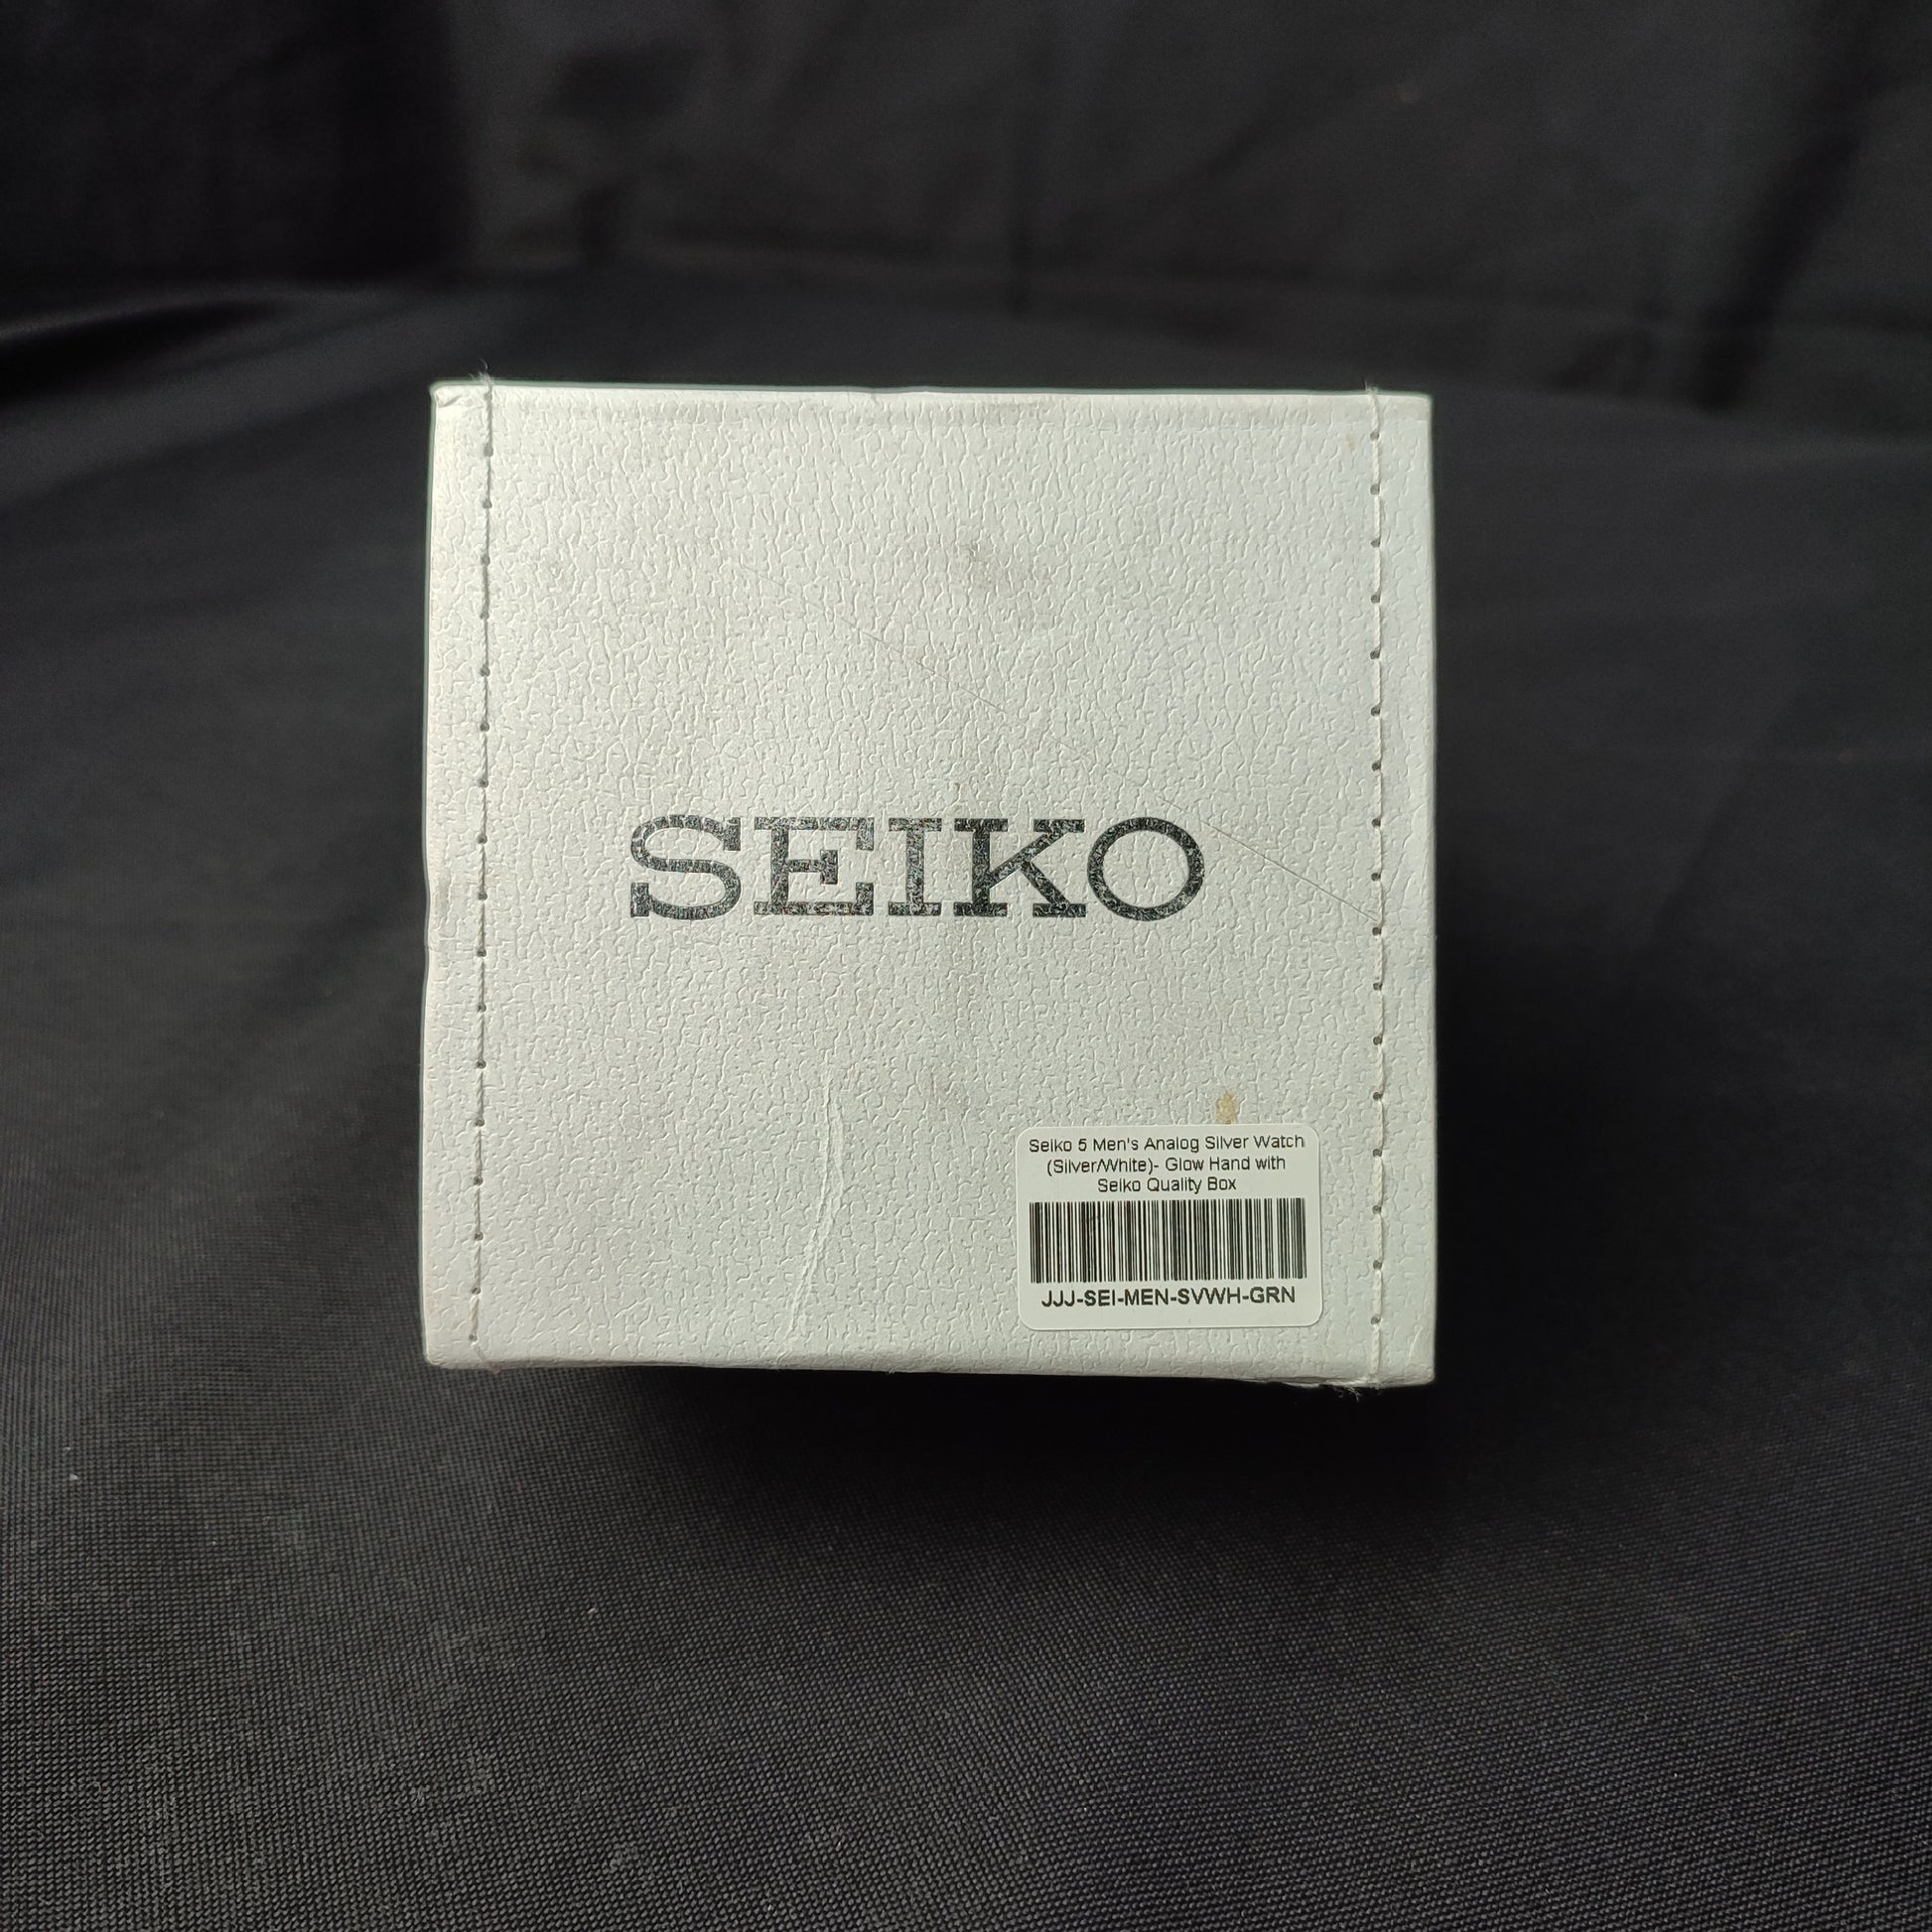 SEIKO
Seiko 5 Men's Analog Silver Watch
(Silver/White)- Glow Hand with
Seiko Quality Box
JJJ-SEI-MEN-SVWH-GRN